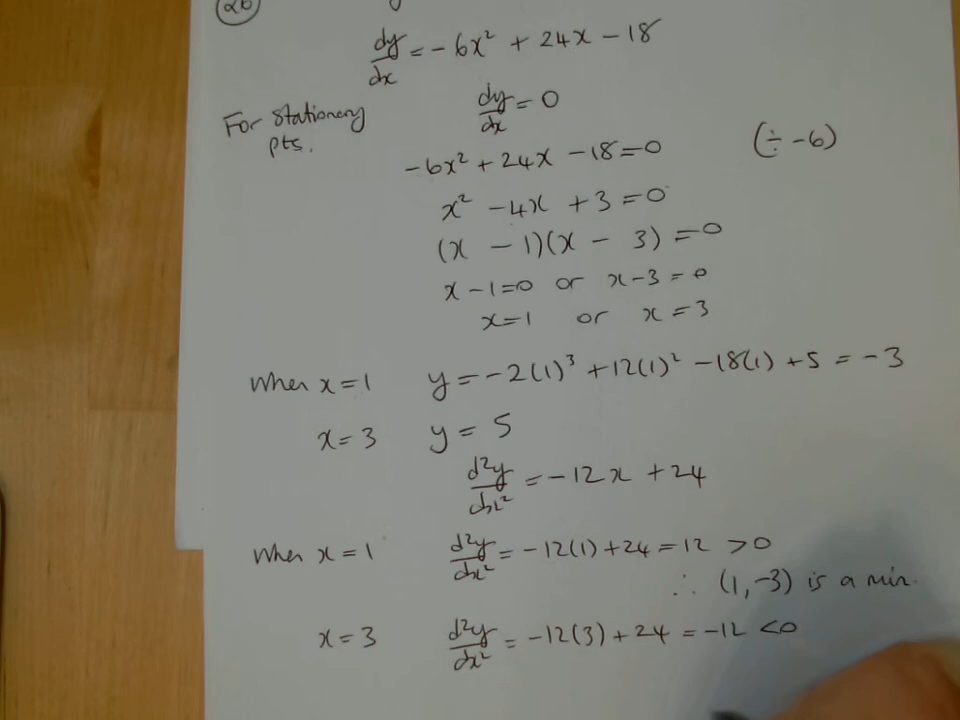 dy/dx = -6x² + 24x - 18
For stationary pts. dy/dx = 0
-6x² + 24x - 18 = 0 (÷ -6)
x² - 4x + 3 = 0
(x - 1)(x - 3) = 0
x - 1 = 0 or x - 3 = 0
x = 1 or x = 3
When x = 1 y = -2(1)³ + 12(1)² - 18(1) + 5 = -3
x = 3 y = 5
d²y/dx² = -12x + 24
When x = 1 d²y/dx² = -12(1) + 24 = 12 > 0
∴ (1, -3) is a min.
x = 3 d²y/dx² = -12(3) + 24 = -12 < 0